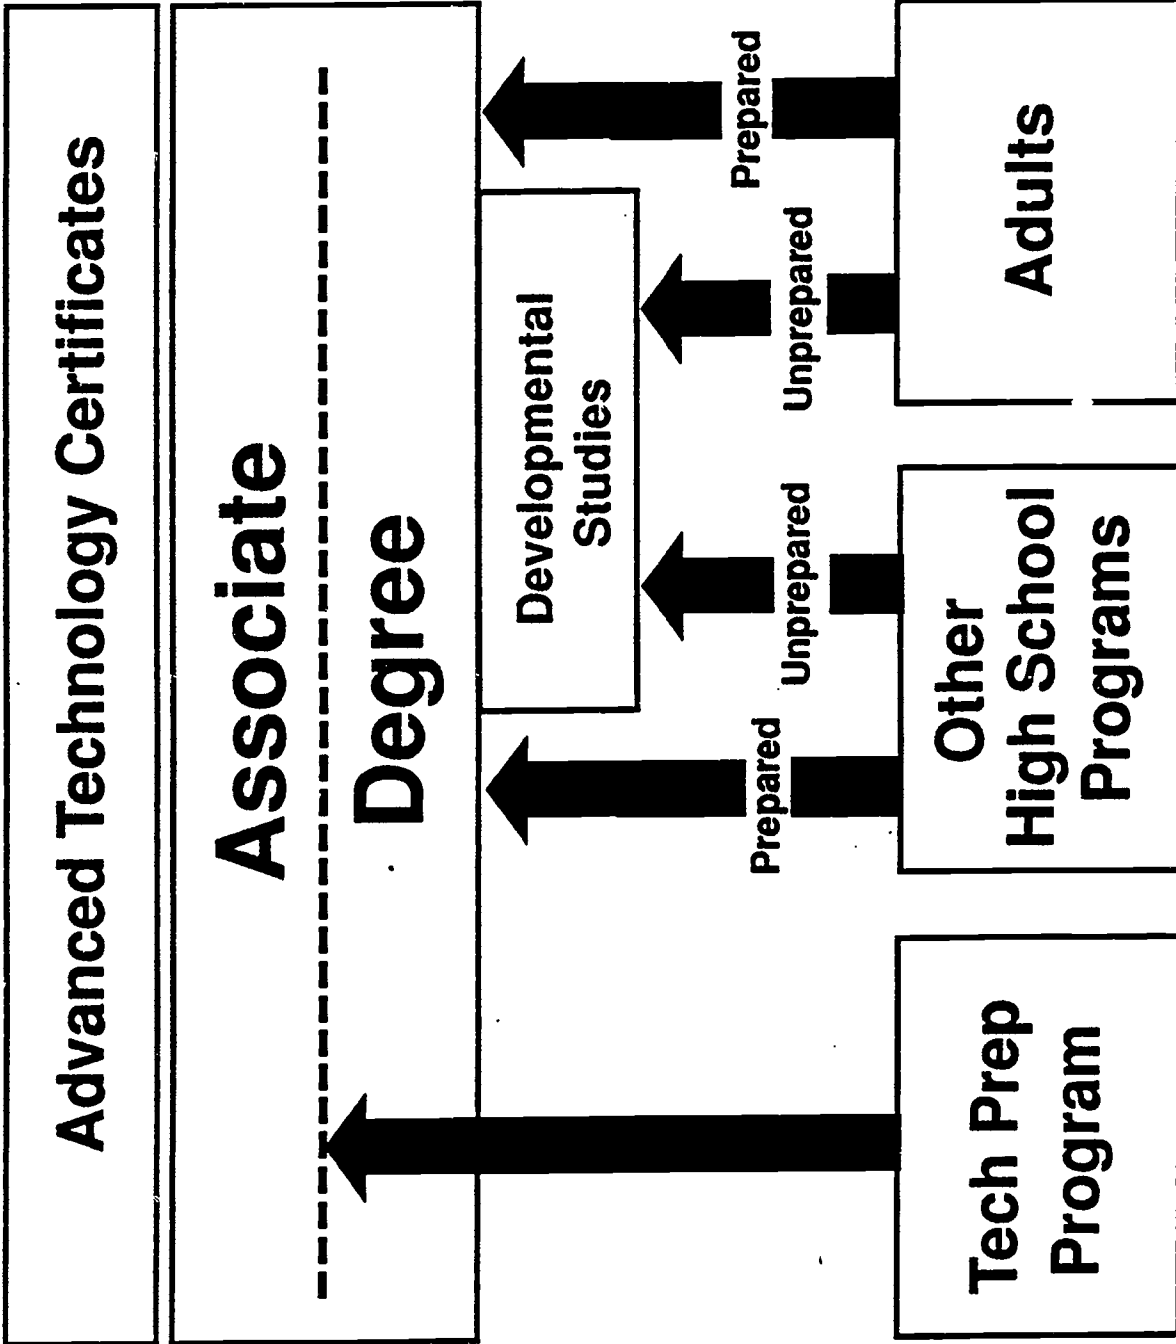 Advanced Technology Certificates
Associate
Degree
Developmental
Studies
Prepared
Unprepared
Unprepared
Prepared
Tech Prep
Program
Other
High School
Programs
Adults